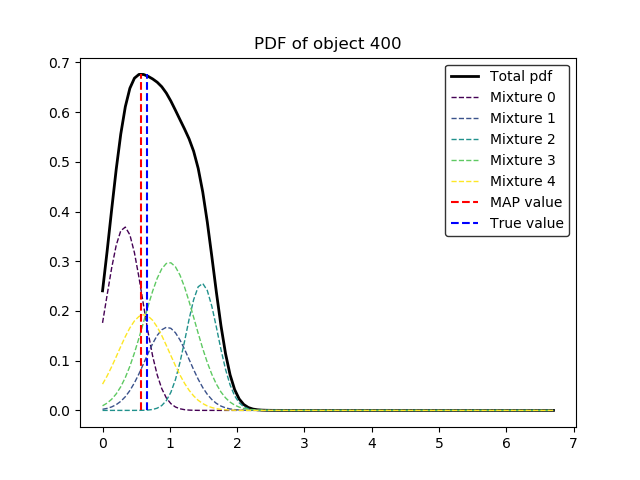 PDF of object 400
0.7
0.6
0.5
0.4
0.3
0.2
0.1
0.0
0 1 2 3 4 5 6 7
Total pdf
Mixture 0
Mixture 1
Mixture 2
Mixture 3
Mixture 4
MAP value
True value